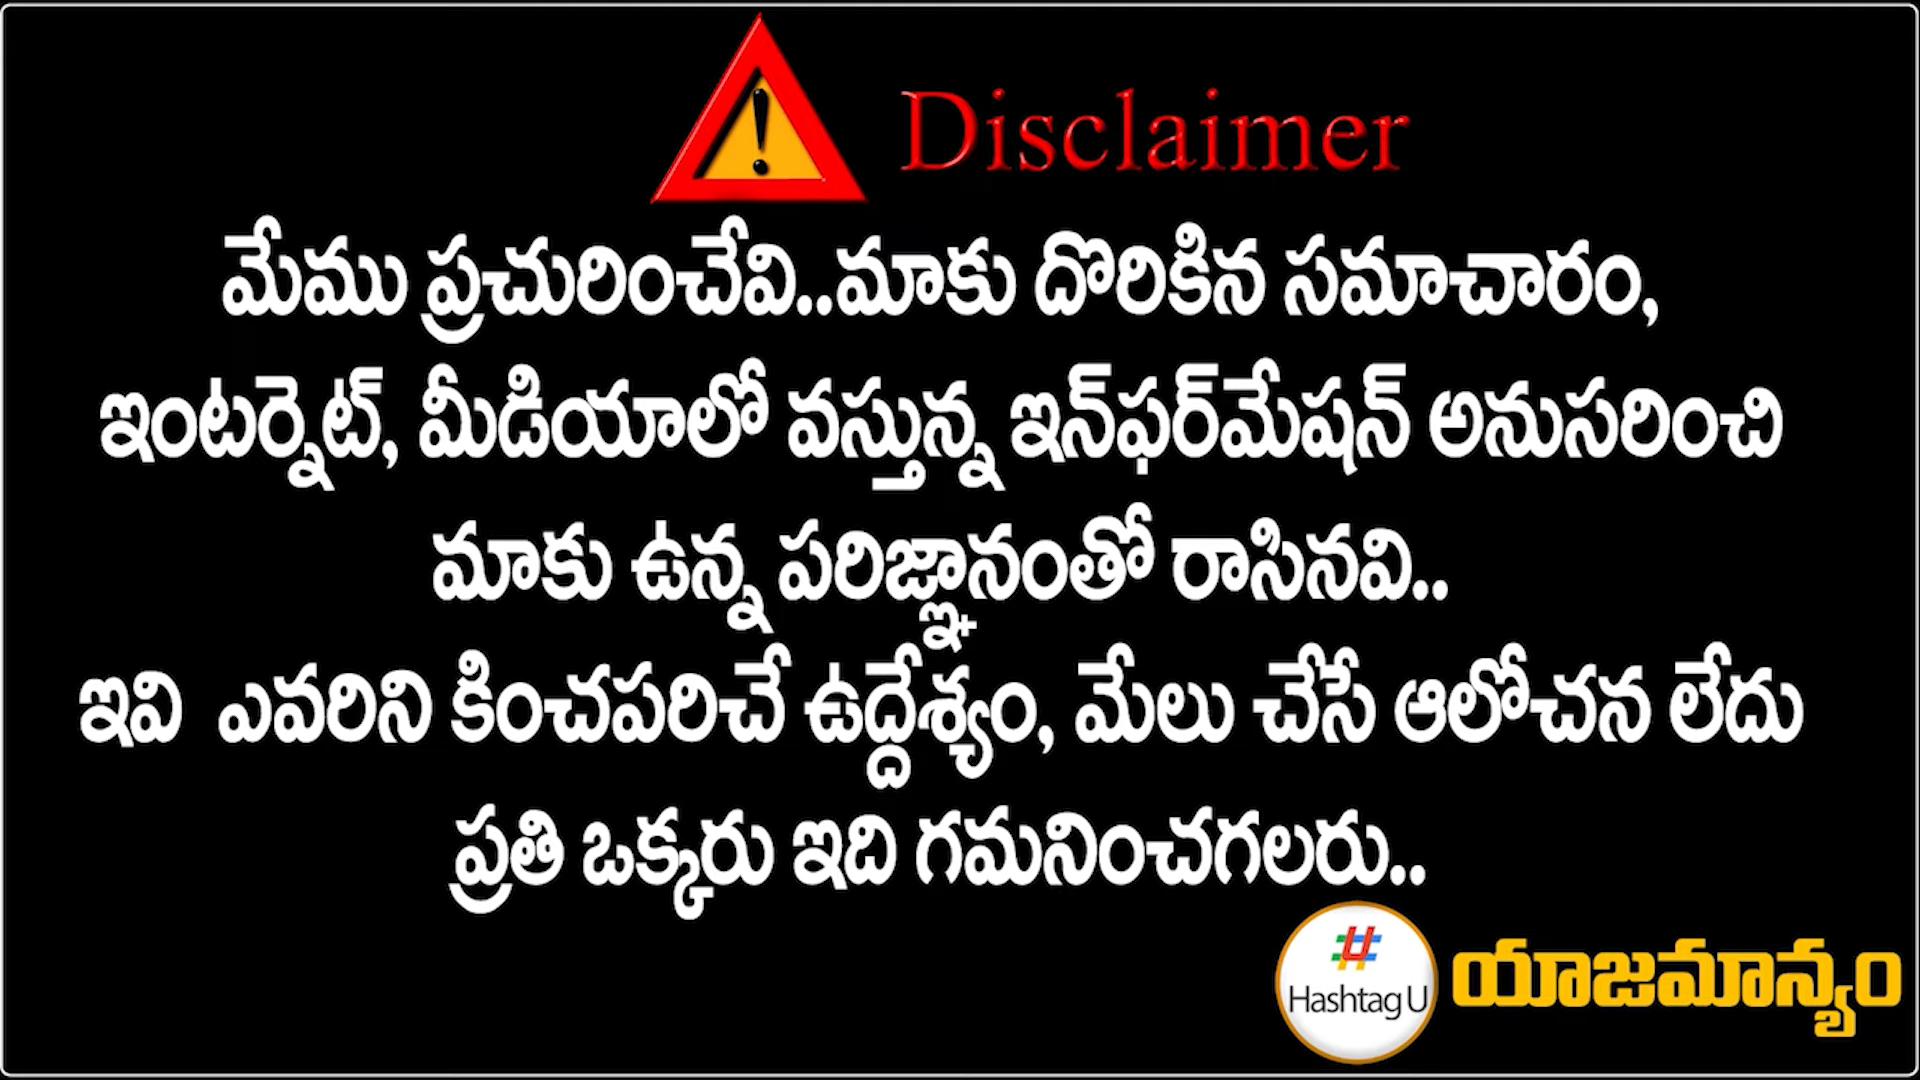 Disclaimer
మేము ప్రచురించేవి..మాకు దొరికిన సమాచారం,
ఇంటర్నెట్, మీడియాలో వస్తున్న ఇన్‌ఫర్‌మేషన్ అనుసరించి
మాకు ఉన్న పరిజ్ఞానంతో రాసినవి..
ఇవి ఎవరిని కించపరిచే ఉద్దేశ్యం, మేలు చేసే ఆలోచన లేదు
ప్రతి ఒక్కరు ఇది గమనించగలరు..
Hashtag U యాజమాన్యం